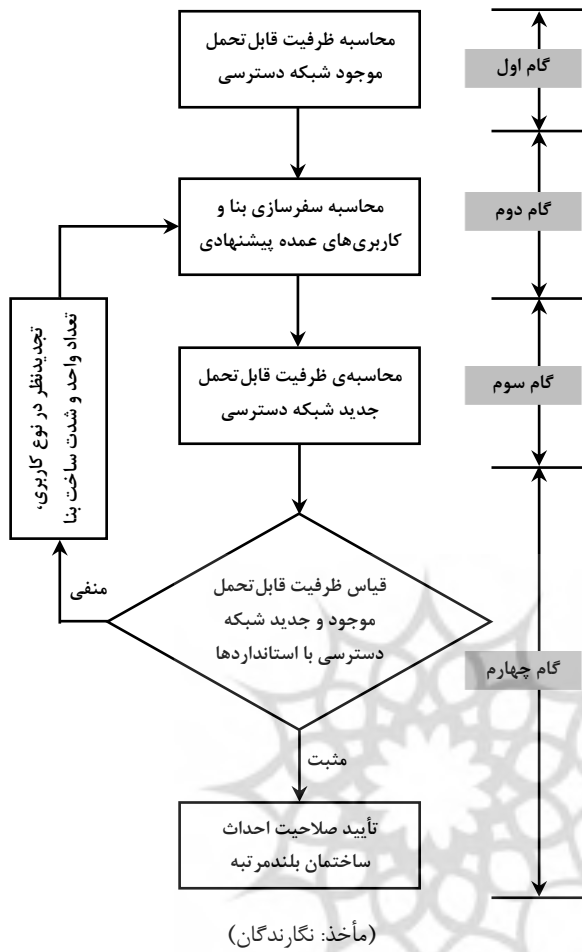 محاسبه ظرفیت قابل‌تحمل
موجود شبکه دسترسی
گام اول
محاسبه سفرسازی بنا و
کاربری‌های عمده پیشنهادی
گام دوم
محاسبه‌ی ظرفیت قابل‌تحمل
جدید شبکه دسترسی
گام سوم
تجدیدنظر در نوع کاربری،
تعداد واحد و شدت ساخت بنا
قیاس ظرفیت قابل‌تحمل
موجود و جدید شبکه
دسترسی با استانداردها
منفی
گام چهارم
مثبت
تأیید صلاحیت احداث
ساختمان بلندمرتبه
(مأخذ: نگارندگان)